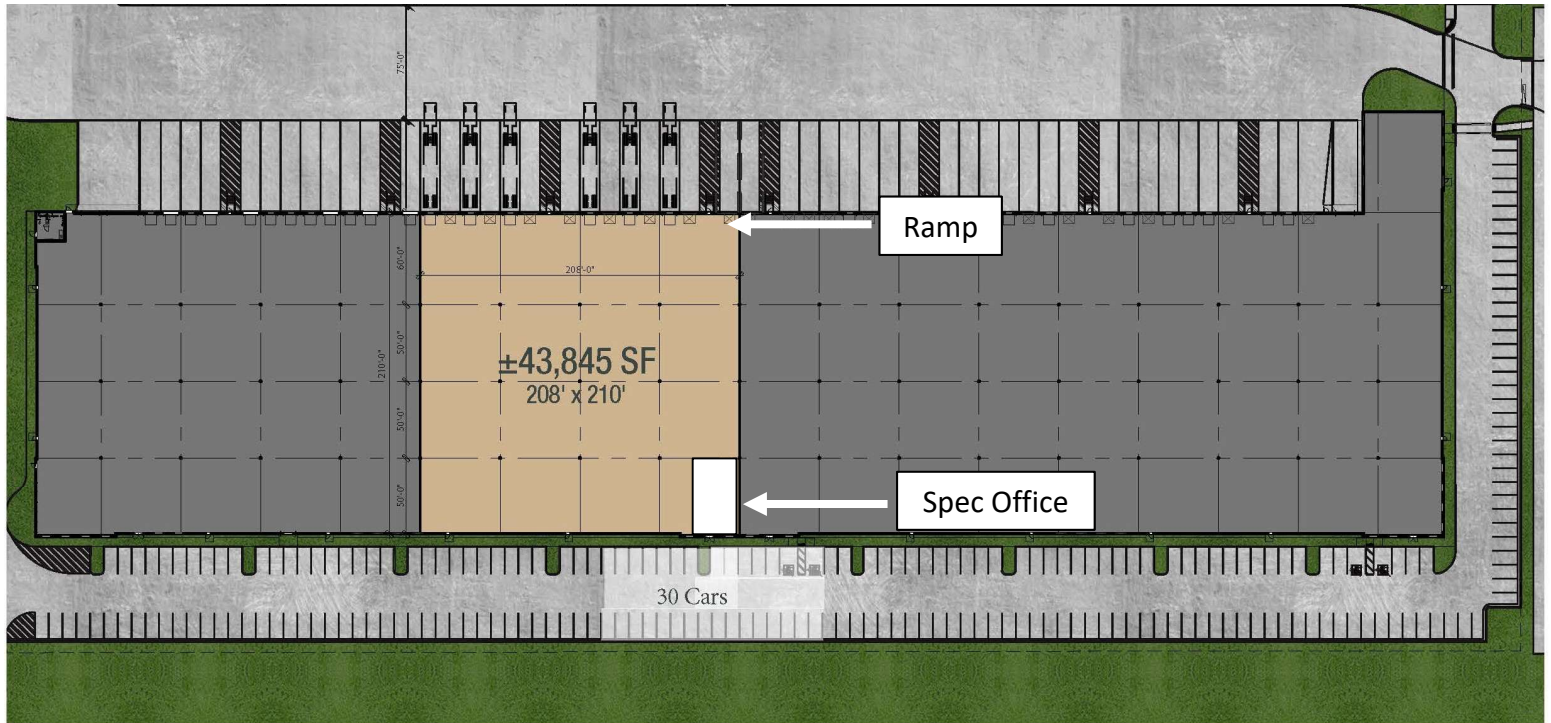 75'-0"
Ramp
60'-0"
208'-0"
50'-0"
210'-0"
±43,845 SF
208' x 210'
50'-0"
50'-0"
Spec Office
30 Cars